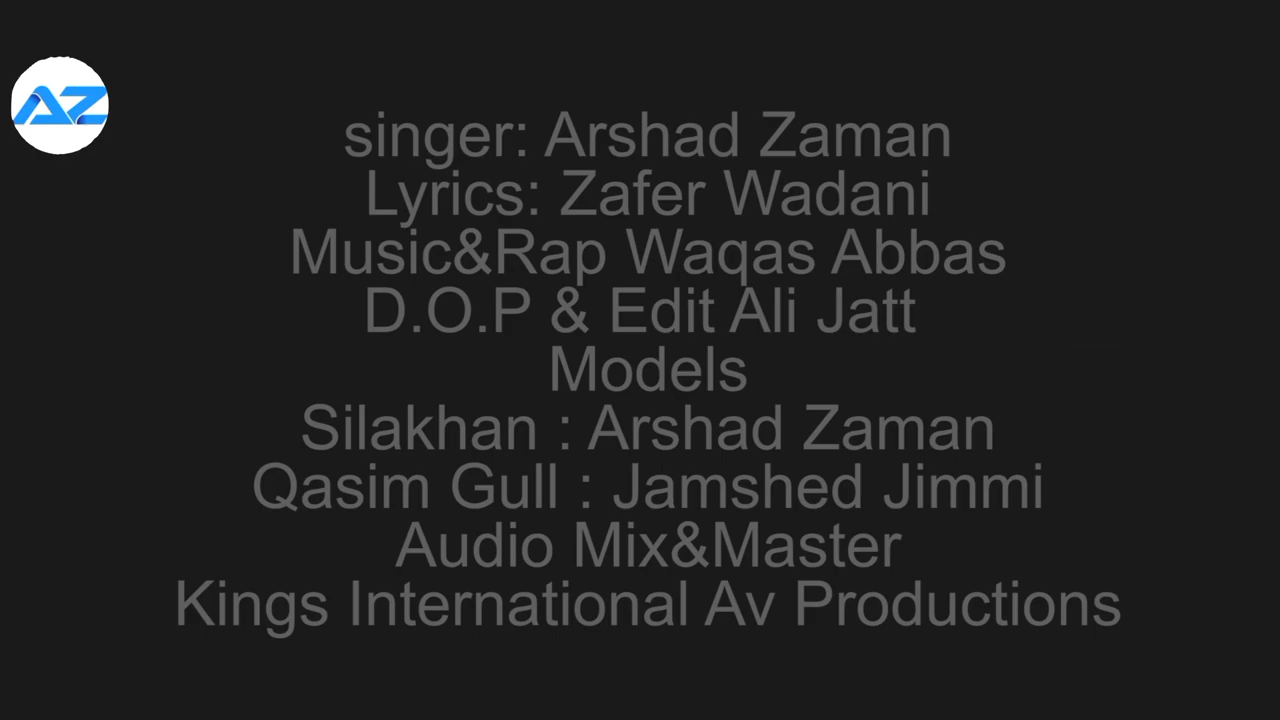 AZ
singer: Arshad Zaman
Lyrics: Zafer Wadani
Music&Rap Waqas Abbas
D.O.P & Edit Ali Jatt
Models
Silakhan : Arshad Zaman
Qasim Gull : Jamshed Jimmi
Audio Mix&Master
Kings International Av Productions